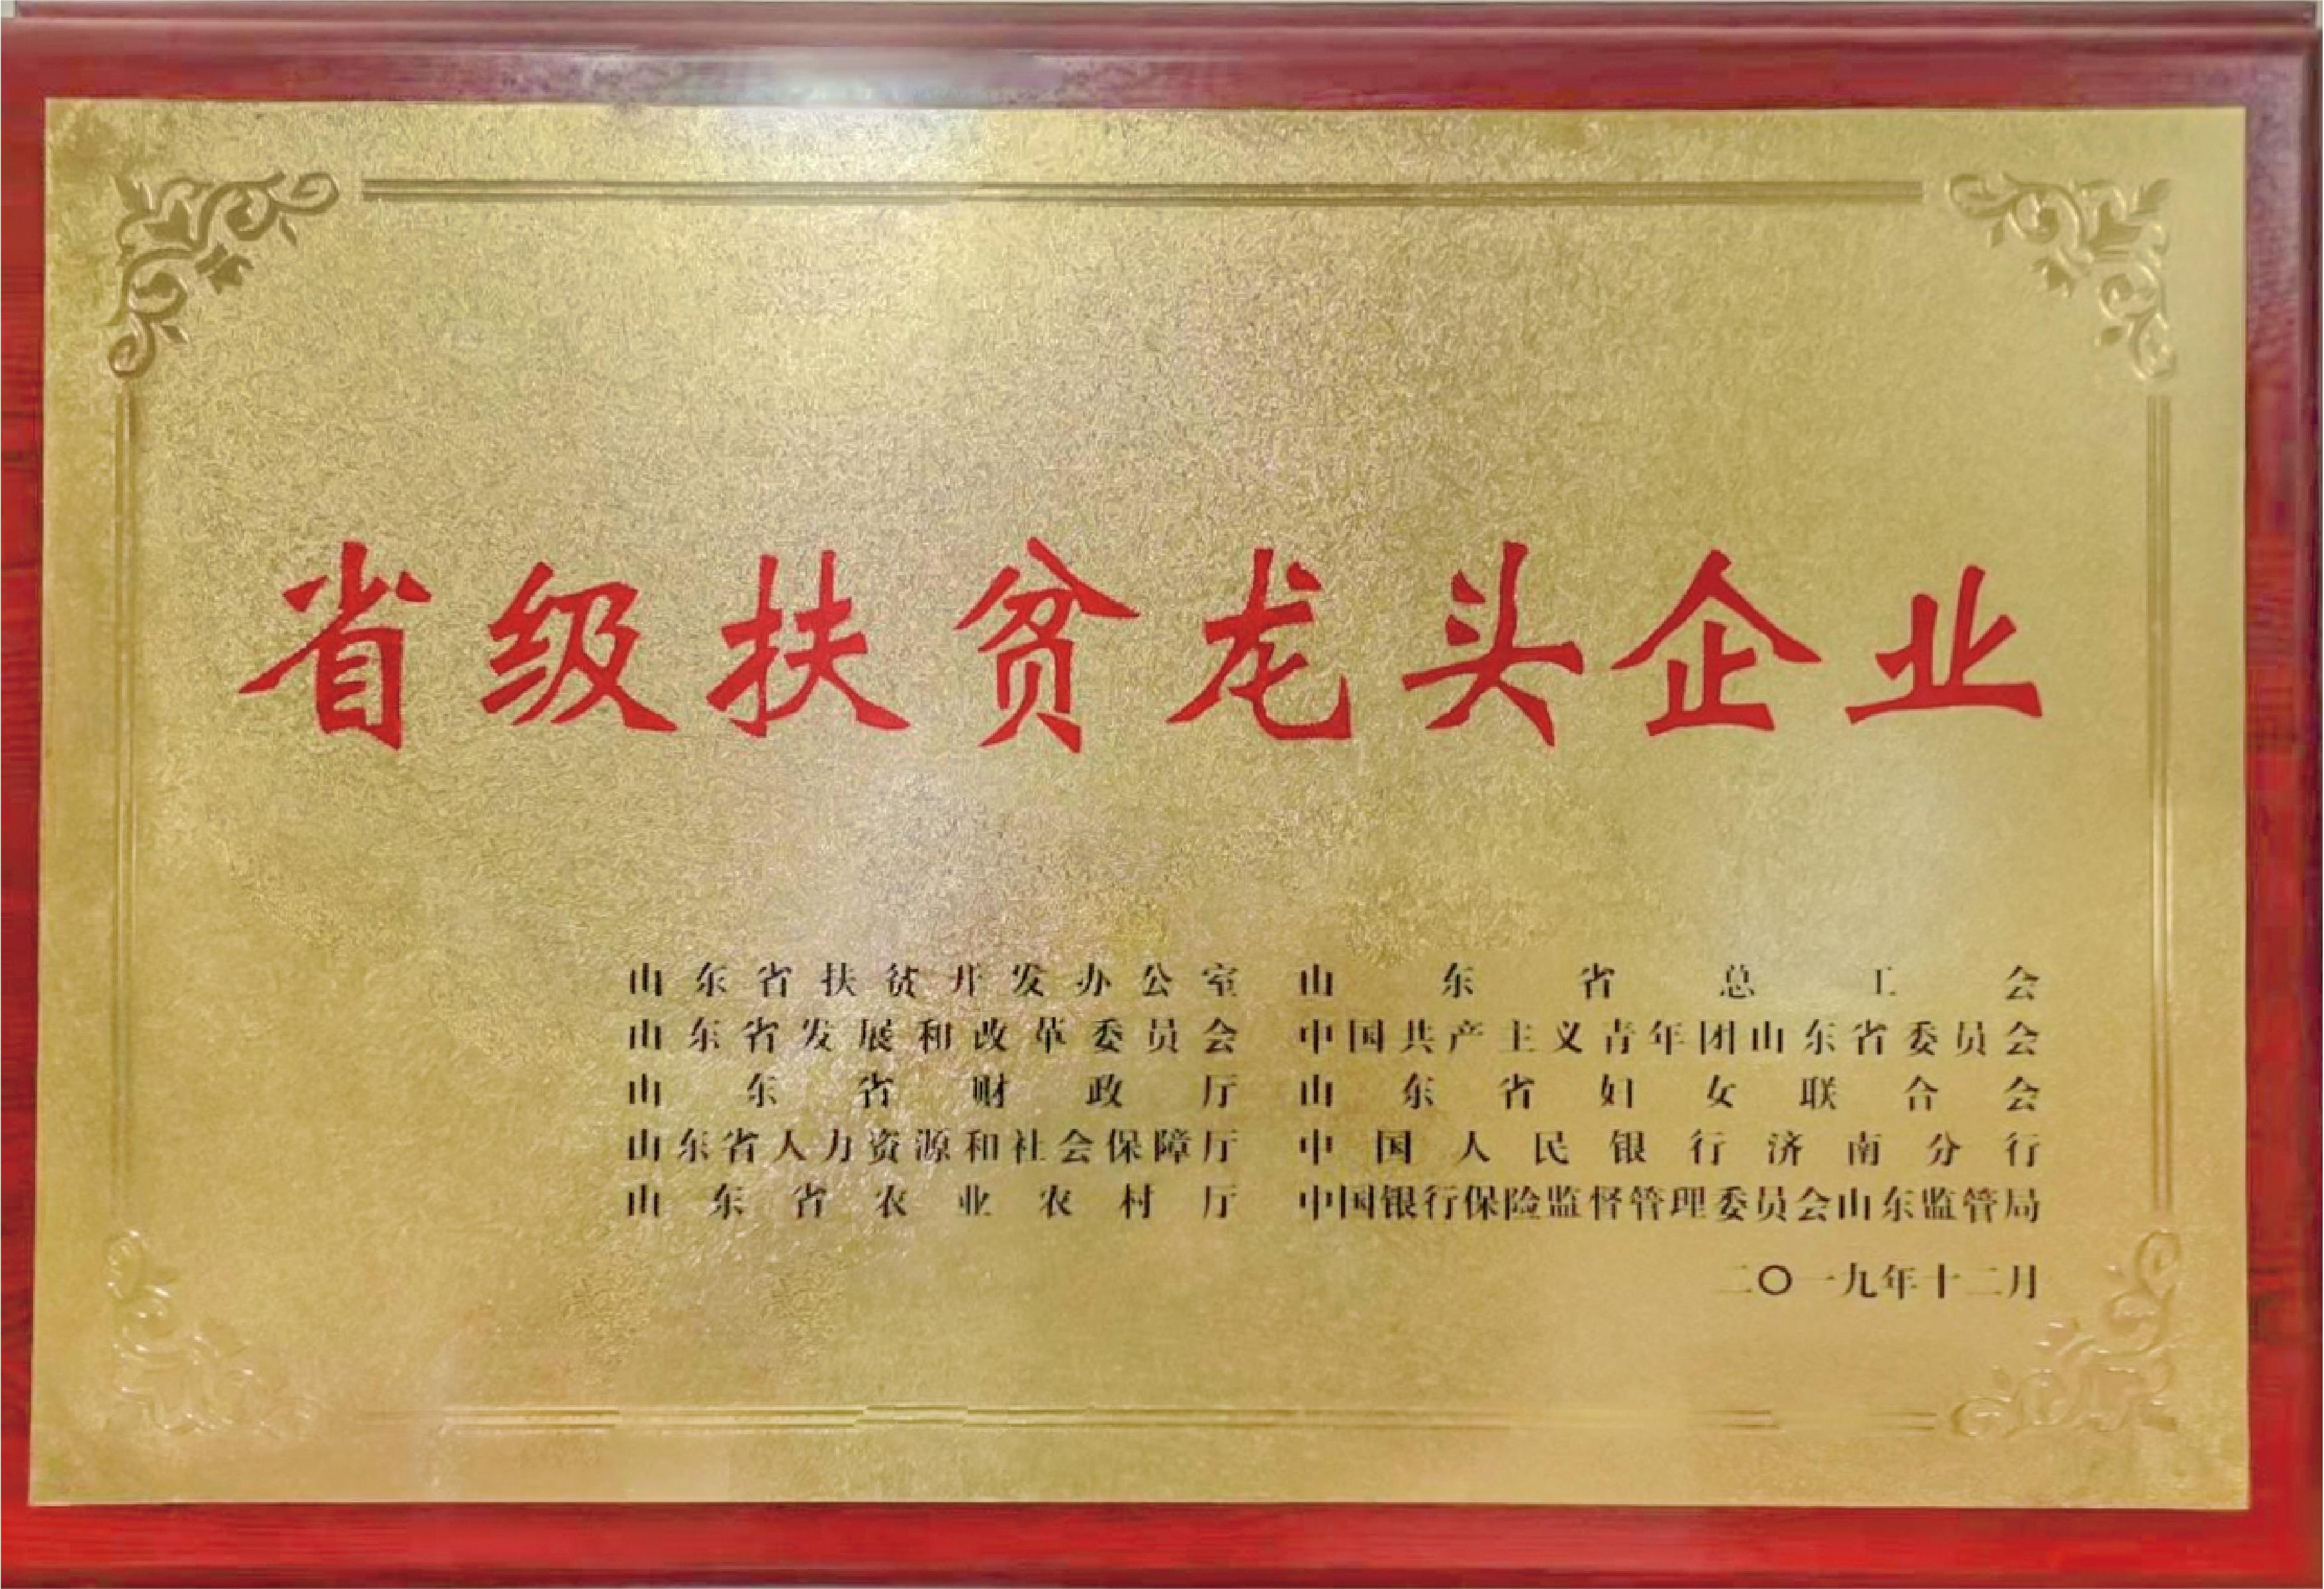 省级扶贫龙头企业
山东省扶贫开发办公室 山东省总工会
山东省发展和改革委员会 中国共产主义青年团山东省委员会
山东省财政厅 山东省妇女联合会
山东省人力资源和社会保障厅 中国人民银行济南分行
山东省农业农村厅 中国银行保险监督管理委员会山东监管局
二〇一九年十二月